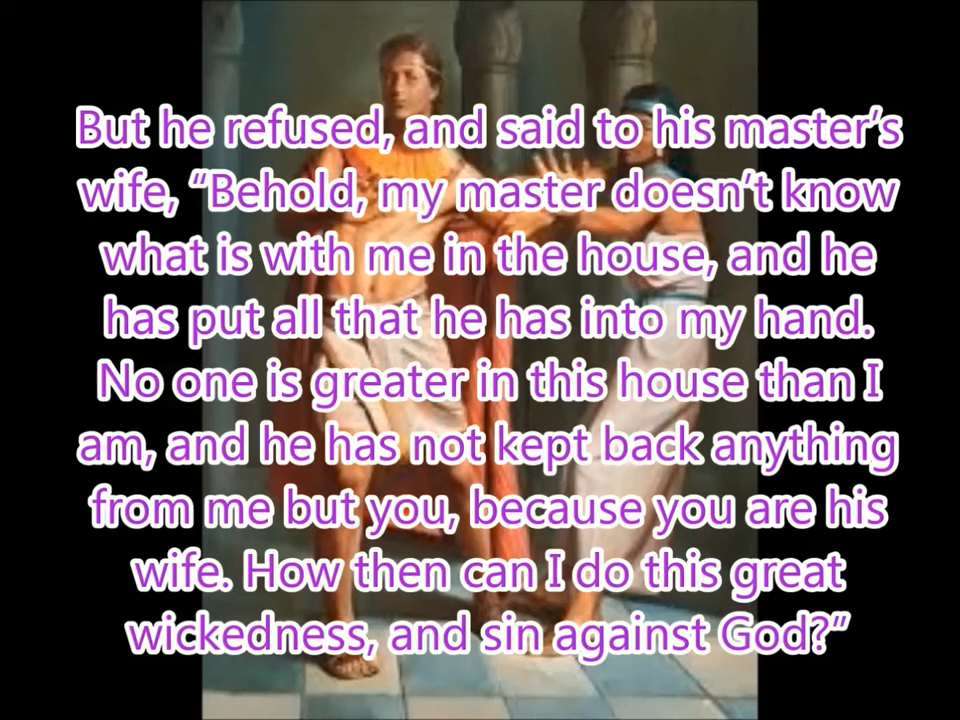 But he refused, and said to his master’s
wife, “Behold, my master doesn’t know
what is with me in the house, and he
has put all that he has into my hand.
No one is greater in this house than I
am, and he has not kept back anything
from me but you, because you are his
wife. How then can I do this great
wickedness, and sin against God?”